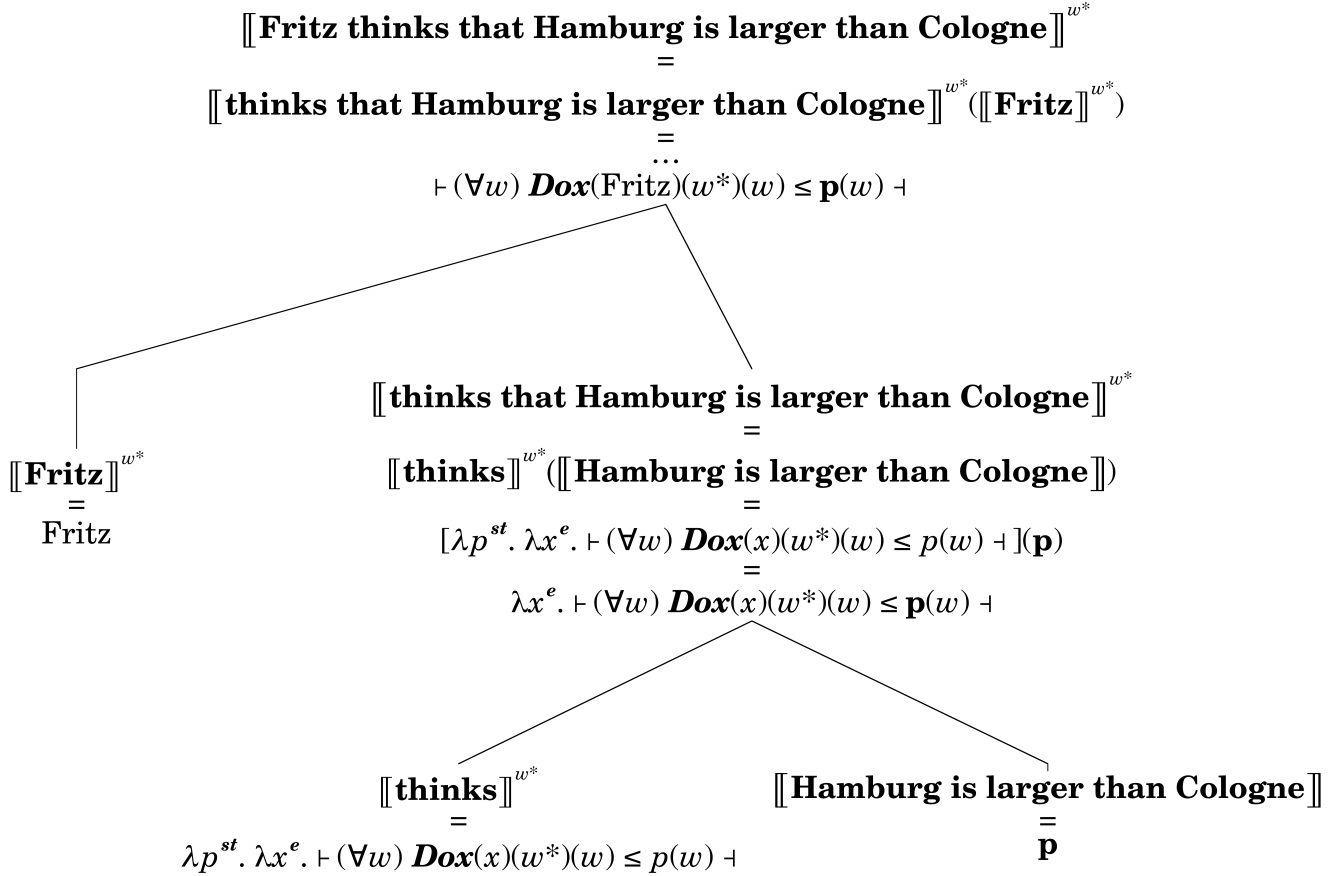 ⟦Fritz thinks that Hamburg is larger than Cologne⟧^w*
=
⟦thinks that Hamburg is larger than Cologne⟧^w*(⟦Fritz⟧^w*)
=
…
⊦(∀w) Dox(Fritz)(w*)(w) ≤ p(w) ⫞
⟦thinks that Hamburg is larger than Cologne⟧^w*
=
⟦thinks⟧^w*(⟦Hamburg is larger than Cologne⟧)
=
[λp^st. λx^e. ⊦(∀w) Dox(x)(w*)(w) ≤ p(w) ⫞](p)
=
λx^e. ⊦(∀w) Dox(x)(w*)(w) ≤ p(w) ⫞
⟦Fritz⟧^w*
=
Fritz
⟦thinks⟧^w*
=
λp^st. λx^e. ⊦(∀w) Dox(x)(w*)(w) ≤ p(w) ⫞
⟦Hamburg is larger than Cologne⟧
=
p